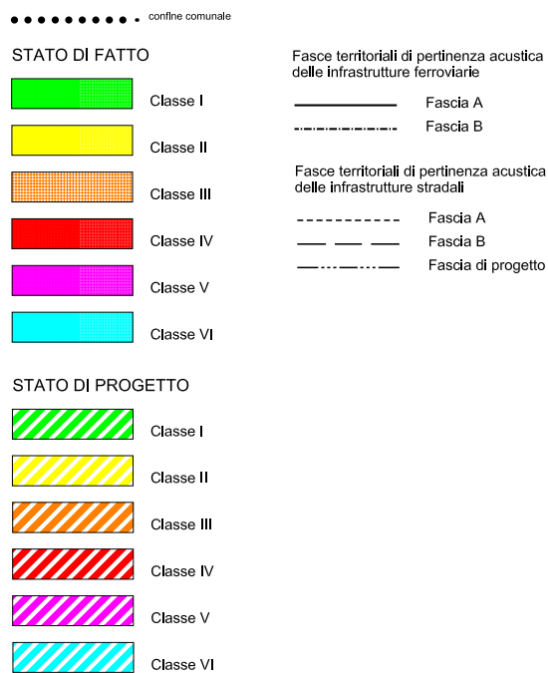 confine comunale
STATO DI FATTO
Classe I
Classe II
Classe III
Classe IV
Classe V
Classe VI
STATO DI PROGETTO
Classe I
Classe II
Classe III
Classe IV
Classe V
Classe VI
Fasce territoriali di pertinenza acustica
delle infrastrutture ferroviarie
Fascia A
Fascia B
Fasce territoriali di pertinenza acustica
delle infrastrutture stradali
Fascia A
Fascia B
Fascia di progetto